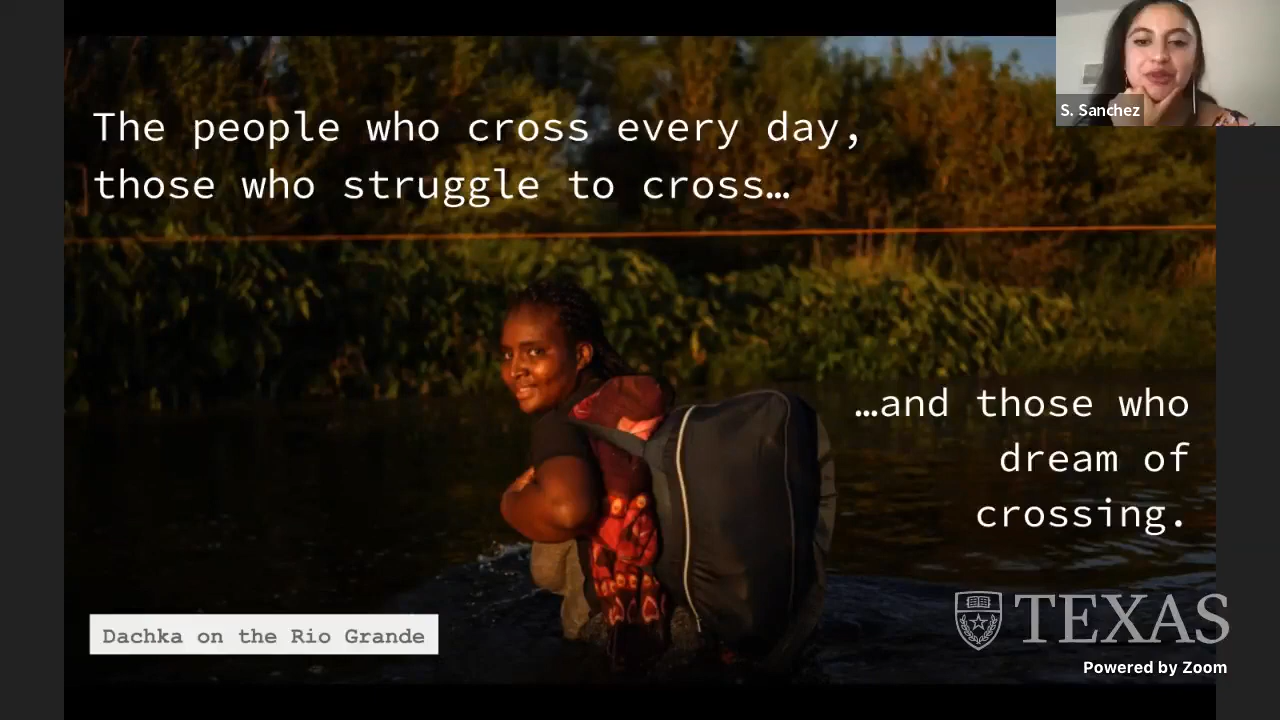 The people who cross every day,
those who struggle to cross…
S. Sanchez
…and those who
dream of
crossing.
Dachka on the Rio Grande
TEXAS
Powered by Zoom